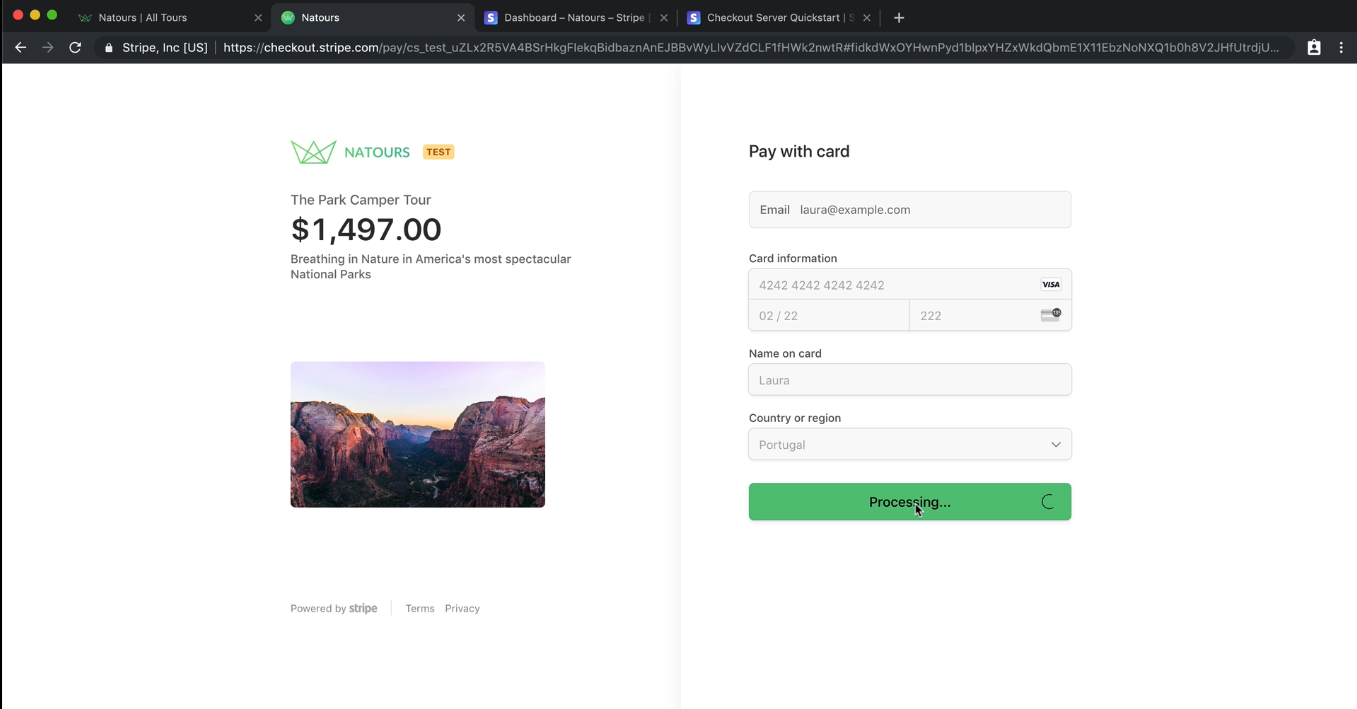 Natours | All Tours
Natours
Dashboard – Natours – Stripe |
Checkout Server Quickstart | S
Stripe, Inc [US]
https://checkout.stripe.com/pay/cs_test_uZLx2R5VA4BSrHkgFIekqBidbaznAnEJBBvWyLIvVZdCLF1fHWk2nwtR#fidkdWxOYHwnPyd1blpxYHZxWkdQbmE1X11EbzNoNXQ1b0h8V2JHfUtrdjU...
NATOURS TEST
The Park Camper Tour
$1,497.00
Breathing in Nature in America's most spectacular
National Parks
Powered by stripe
Terms Privacy
Pay with card
Email laura@example.com
Card information
4242 4242 4242 4242 VISA
02 / 22
222
Name on card
Laura
Country or region
Portugal
Processing...